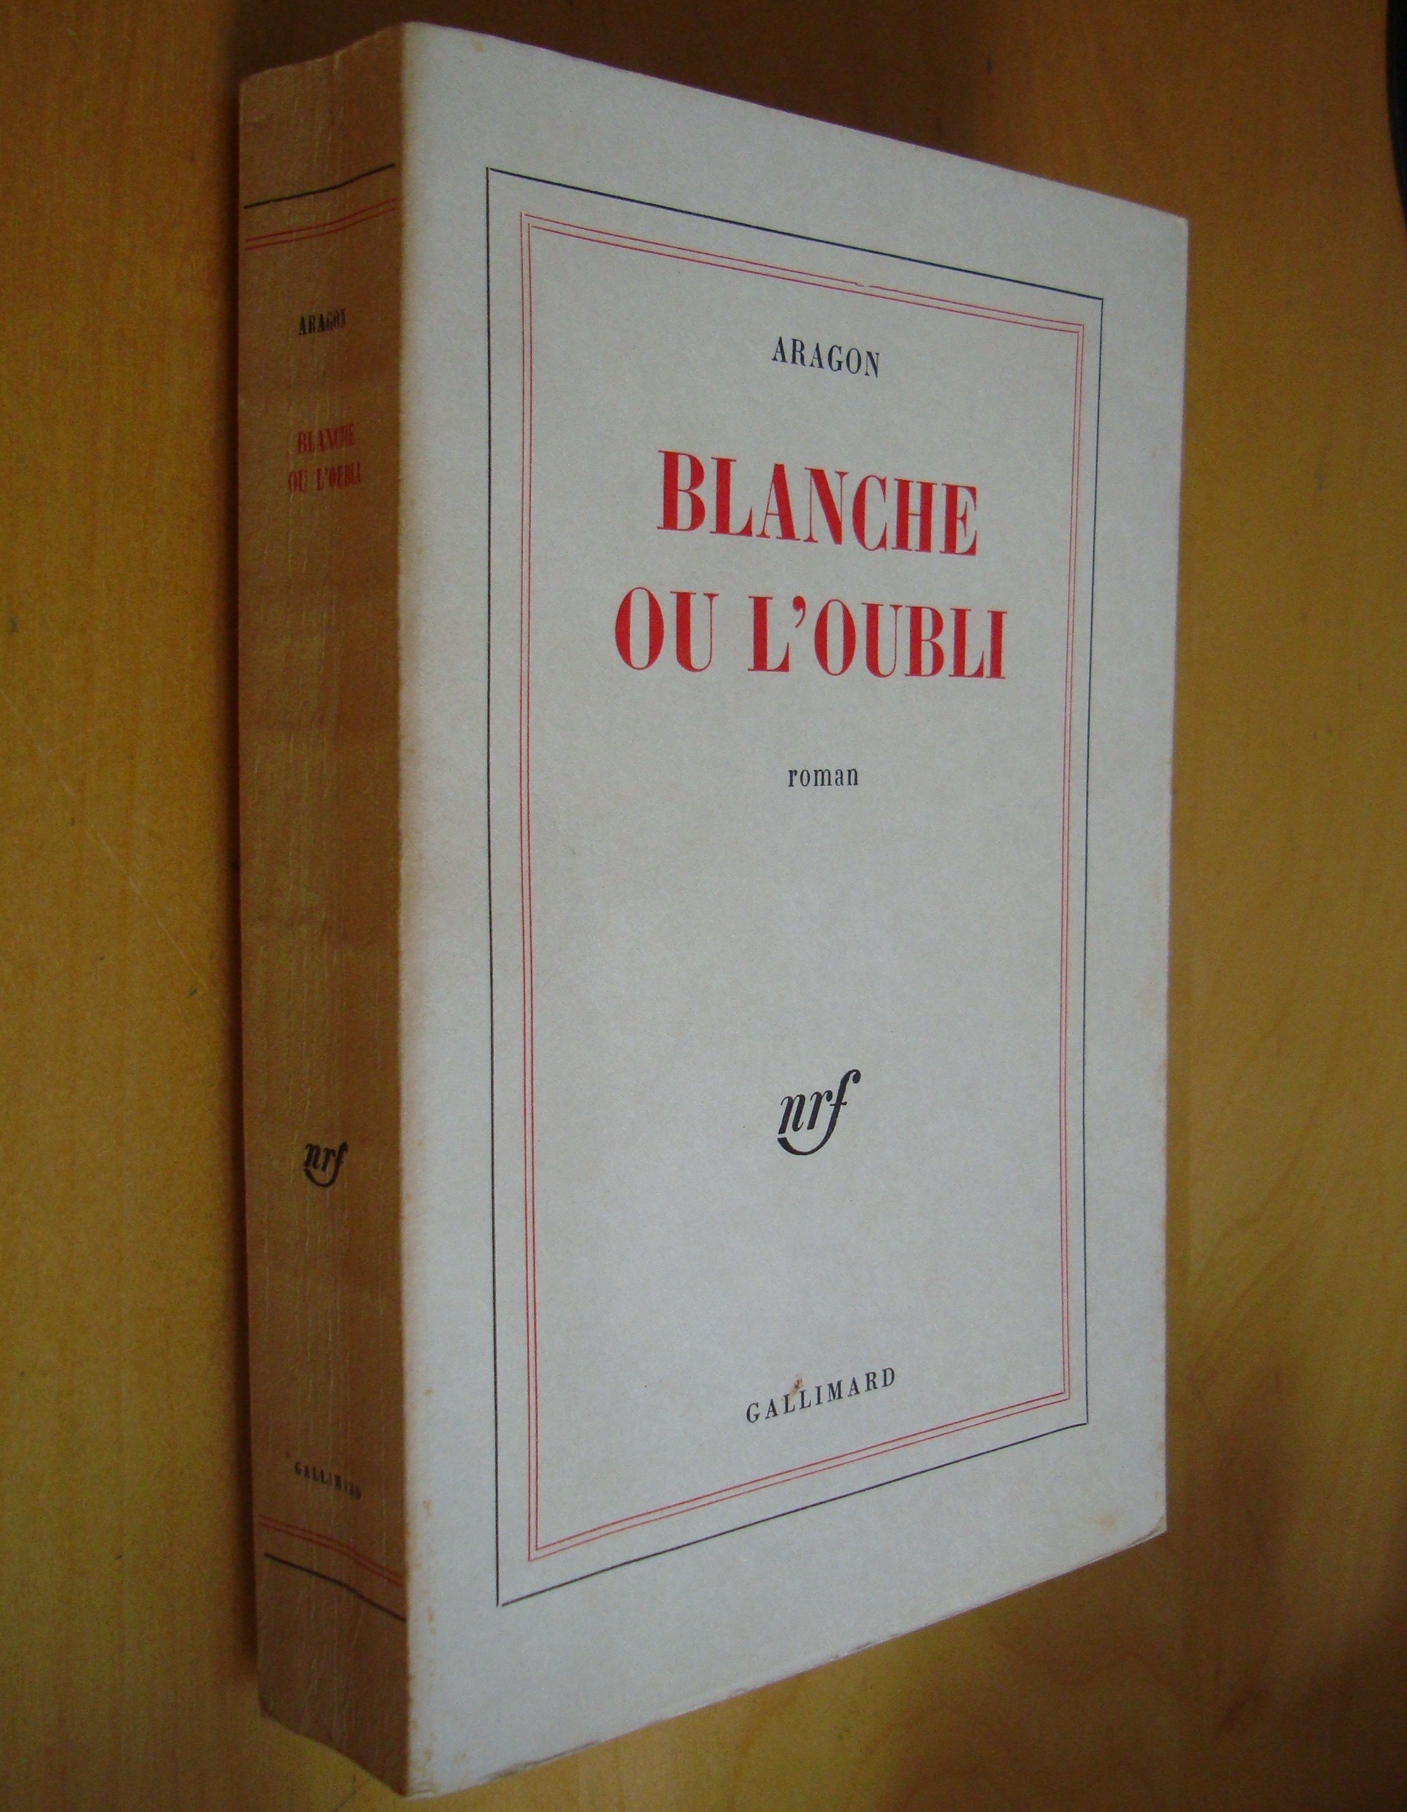 ARAGON
BLANCHE
OU L'OUBLI
nrf
GALLIMARD
ARAGON
BLANCHE
OU L'OUBLI
roman
nrf
GALLIMARD